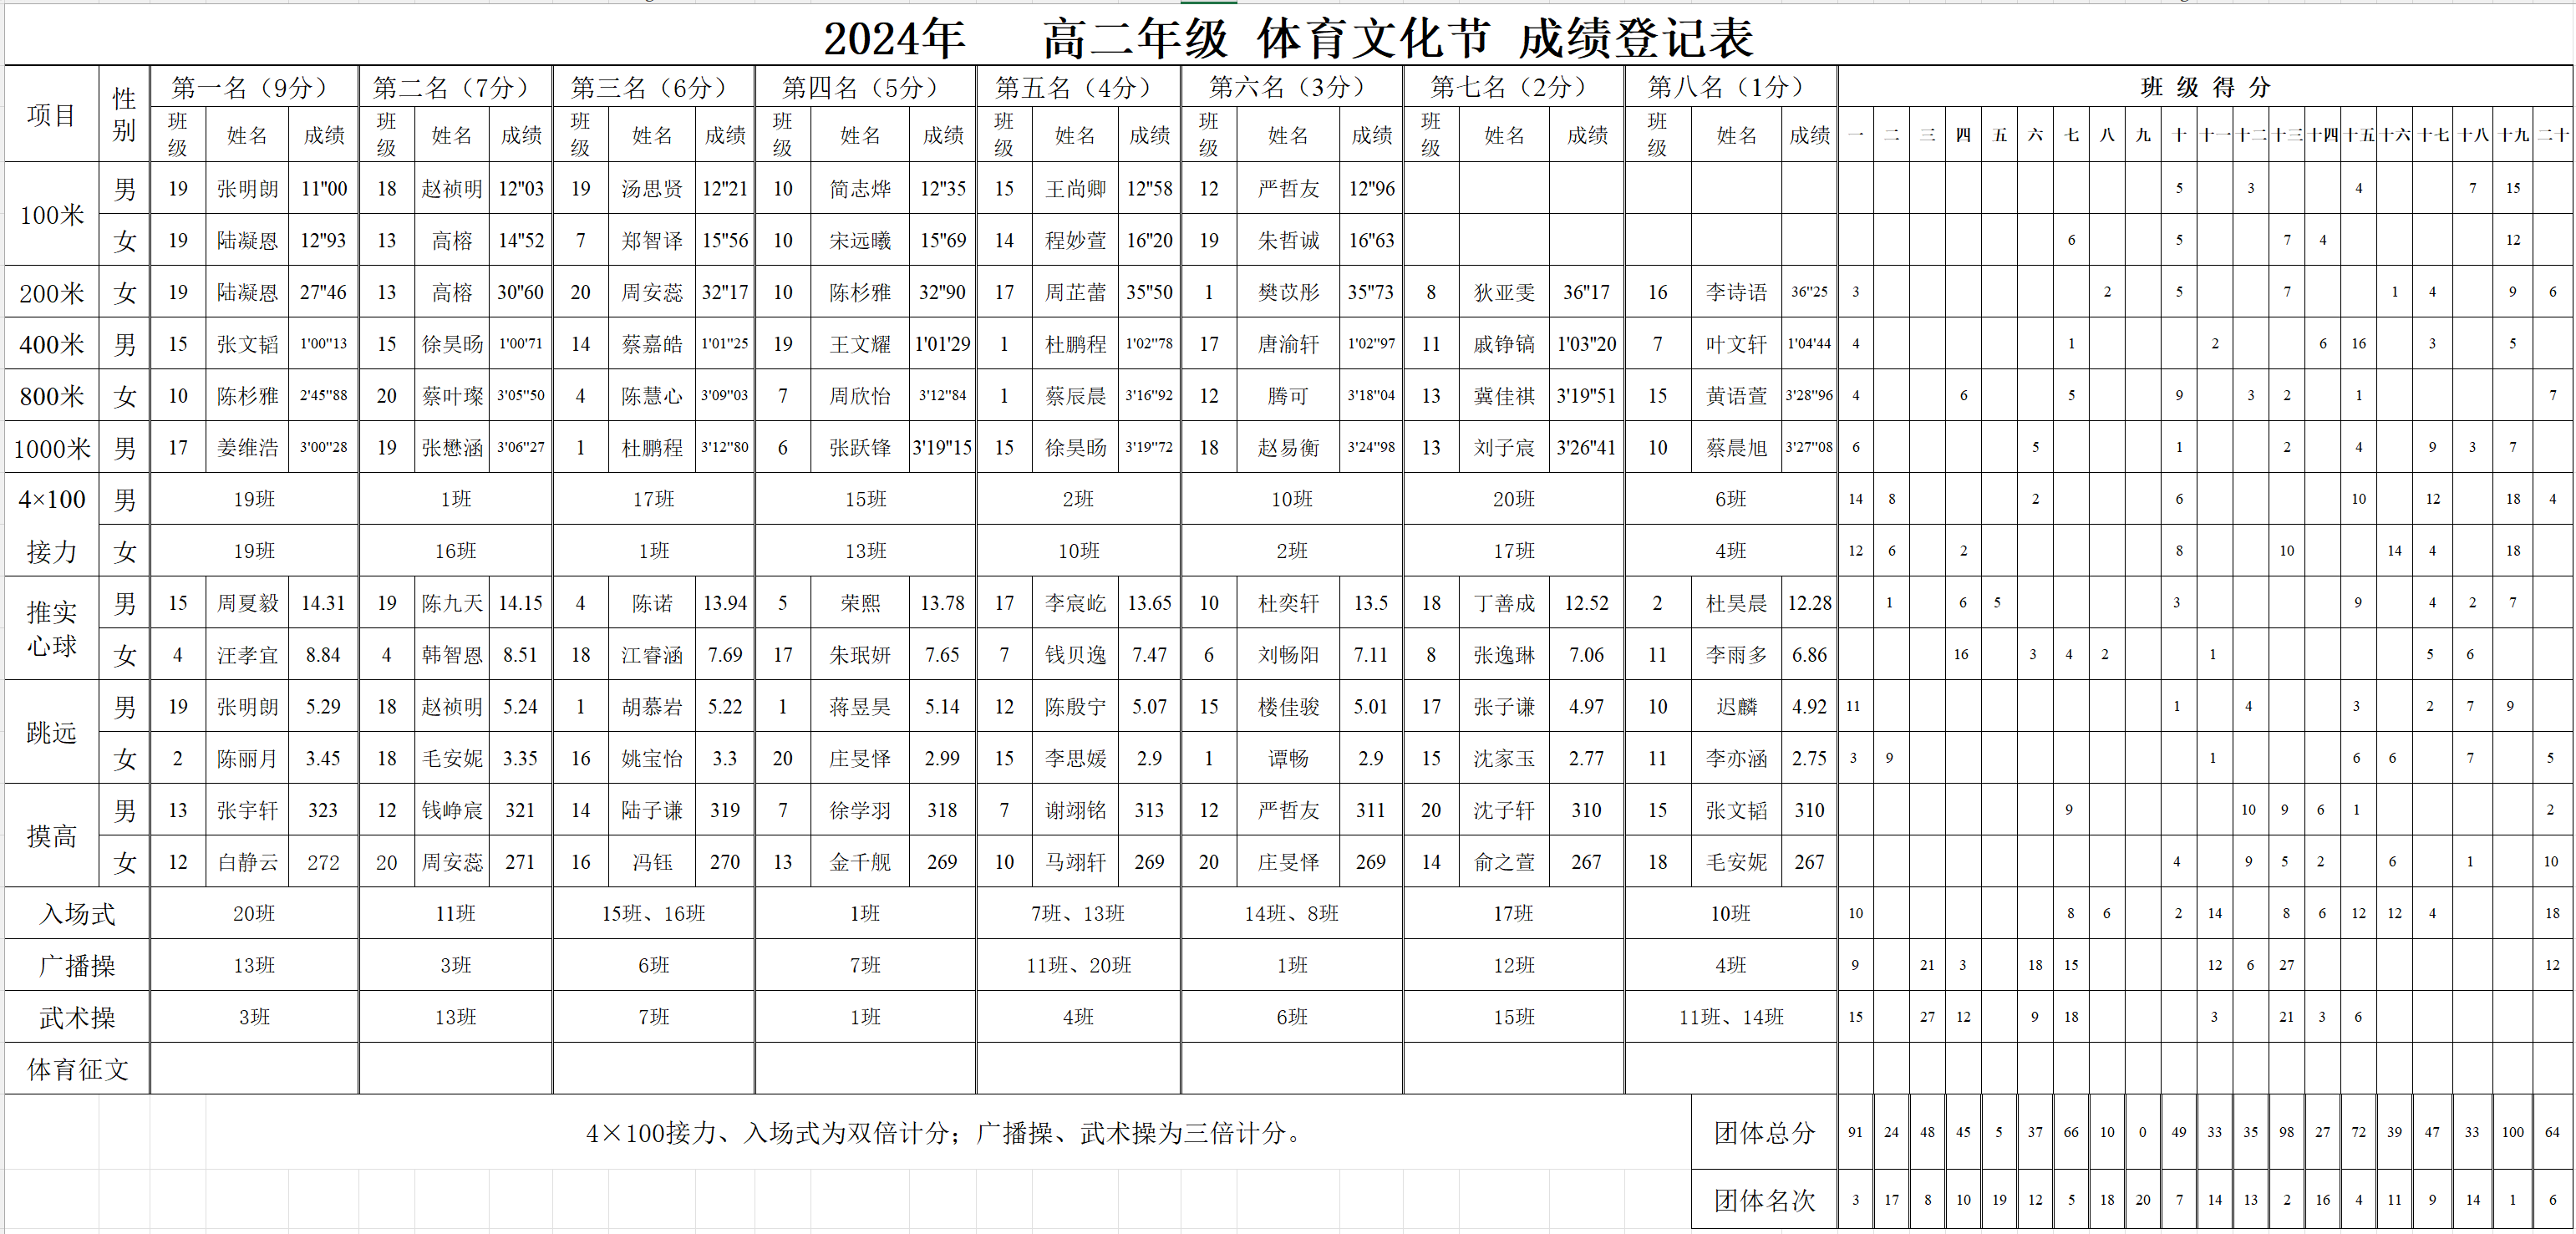 2024年 高二年级 体育文化节 成绩登记表
项目 性别 第一名（9分） 第二名（7分） 第三名（6分） 第四名（5分） 第五名（4分） 第六名（3分） 第七名（2分） 第八名（1分） 班 级 得 分
班级 姓名 成绩 班级 姓名 成绩 班级 姓名 成绩 班级 姓名 成绩 班级 姓名 成绩 班级 姓名 成绩 班级 姓名 成绩 班级 姓名 成绩 一 二 三 四 五 六 七 八 九 十 十一 十二 十三 十四 十五 十六 十七 十八 十九 二十
100米 男 19 张明朗 11"00 18 赵祯明 12"03 19 汤思贤 12"21 10 简志烨 12"35 15 王尚卿 12"58 12 严哲友 12"96 5 3 4 7 15
女 19 陆凝恩 12"93 13 高榕 14"52 7 郑智译 15"56 10 宋远曦 15"69 14 程妙萱 16"20 19 朱哲诚 16"63 6 5 7 4 12
200米 女 19 陆凝恩 27"46 13 高榕 30"60 20 周安蕊 32"17 10 陈杉雅 32"90 17 周芷蕾 35"50 1 樊苡彤 35"73 8 狄亚雯 36"17 16 李诗语 36"25 3 2 5 7 1 4 9 6
400米 男 15 张文韬 1'00"13 15 徐昊旸 1'00"71 14 蔡嘉皓 1'01"25 19 王文耀 1'01'29 1 杜鹏程 1'02"78 17 唐渝轩 1'02"97 11 戚铮镐 1'03"20 7 叶文轩 1'04'44 4 1 2 6 16 3 5
800米 女 10 陈杉雅 2'45"88 20 蔡叶璨 3'05"50 4 陈慧心 3'09"03 7 周欣怡 3'12"84 1 蔡辰晨 3'16"92 12 腾可 3'18"04 13 冀佳祺 3'19"51 15 黄语萱 3'28"96 4 6 5 9 3 2 1 7
1000米 男 17 姜维浩 3'00"28 19 张懋涵 3'06"27 1 杜鹏程 3'12"80 6 张跃锋 3'19"15 15 徐昊旸 3'19"72 18 赵易衡 3'24"98 13 刘子宸 3'26"41 10 蔡晨旭 3'27"08 6 5 1 2 4 9 3 7
4×100接力 男 19班 1班 17班 15班 2班 10班 20班 6班 14 8 2 6 10 12 18 4
女 19班 16班 1班 13班 10班 2班 17班 4班 12 6 2 8 10 14 4 18
推实心球 男 15 周夏毅 14.31 19 陈九天 14.15 4 陈诺 13.94 5 荣熙 13.78 17 李宸屹 13.65 10 杜奕轩 13.5 18 丁善成 12.52 2 杜昊晨 12.28 1 6 5 3 9 4 2 7
女 4 汪孝宜 8.84 4 韩智恩 8.51 18 江睿涵 7.69 17 朱珉妍 7.65 7 钱贝逸 7.47 6 刘畅阳 7.11 8 张逸琳 7.06 11 李雨多 6.86 16 3 4 2 1 5 6
跳远 男 19 张明朗 5.29 18 赵祯明 5.24 1 胡慕岩 5.22 1 蒋昱昊 5.14 12 陈殷宁 5.07 15 楼佳骏 5.01 17 张子谦 4.97 10 迟麟 4.92 11 1 4 3 2 7 9
女 2 陈丽月 3.45 18 毛安妮 3.35 16 姚宝怡 3.3 20 庄旻怿 2.99 15 李思媛 2.9 1 谭畅 2.9 15 沈家玉 2.77 11 李亦涵 2.75 3 9 1 6 6 7 5
摸高 男 13 张宇轩 323 12 钱峥宸 321 14 陆子谦 319 7 徐学羽 318 7 谢翊铭 313 12 严哲友 311 20 沈子轩 310 15 张文韬 310 9 10 9 6 1 2
女 12 白静云 272 20 周安蕊 271 16 冯钰 270 13 金千舰 269 10 马翊轩 269 20 庄旻怿 269 14 俞之萱 267 18 毛安妮 267 4 9 5 2 6 1 10
入场式 20班 11班 15班、16班 1班 7班、13班 14班、8班 17班 10班 10 8 6 2 14 8 6 12 12 4 18
广播操 13班 3班 6班 7班 11班、20班 1班 12班 4班 9 21 3 18 15 12 6 27 12
武术操 3班 13班 7班 1班 4班 6班 15班 11班、14班 15 27 12 9 18 3 21 3 6
体育征文
4×100接力、入场式为双倍计分；广播操、武术操为三倍计分。 团体总分 91 24 48 45 5 37 66 10 0 49 33 35 98 27 72 39 47 33 100 64
团体名次 3 17 8 10 19 12 5 18 20 7 14 13 2 16 4 11 9 14 1 6